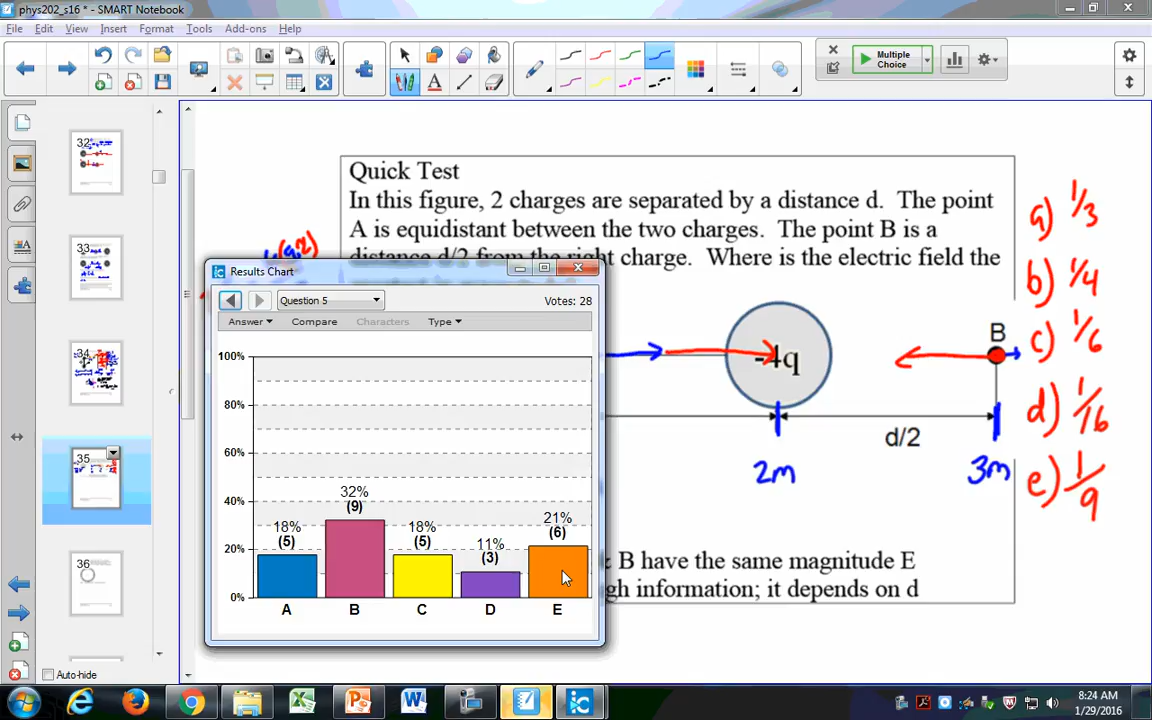 phys202_s16 * - SMART Notebook
File Edit View Insert Format Tools Add-ons Help
Multiple Choice
32
33
34
35
36
Quick Test
In this figure, 2 charges are separated by a distance d. The point
A is equidistant between the two charges. The point B is a
distance d/2 from the right charge. Where is the electric field the
Results Chart
Question 5
Votes: 28
Answer Compare Characters Type
100%
80%
60%
40%
20%
0%
18%
(5)
32%
(9)
18%
(5)
11%
(3)
21%
(6)
A B C D E
-4q
B
d/2
2m
3m
a) 1/3
b) 1/4
c) 1/6
d) 1/16
e) 1/9
& B have the same magnitude E
gh information; it depends on d
Auto-hide
8:24 AM
1/29/2016